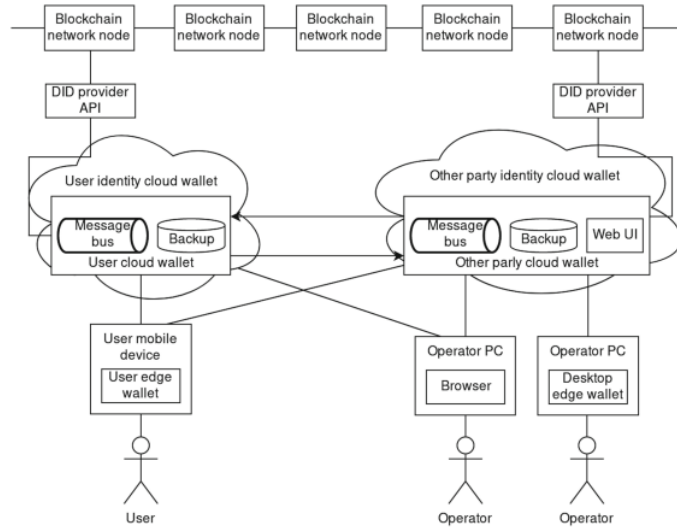 Blockchain
network node
Blockchain
network node
Blockchain
network node
Blockchain
network node
Blockchain
network node
DID provider
API
DID provider
API
User identity cloud wallet
Other party identity cloud wallet
Message
bus
Backup
User cloud wallet
Message
bus
Backup
Web UI
Other party cloud wallet
User mobile
device
User edge
wallet
Operator PC
Browser
Operator PC
Desktop
edge wallet
User
Operator
Operator